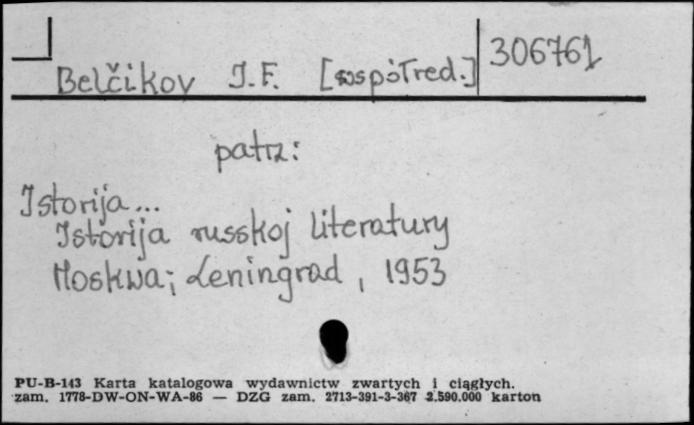 Belčikov J. F. [współred.] 306761
patrz:
Istorija...
Istorija russkoj literatury
Moskwa; Leningrad, 1953
PU-B-143 Karta katalogowa wydawnictw zwartych i ciągłych.
zam. 1778-DW-ON-WA-86 — DZG zam. 2713-391-3-367 2.590.000 karton